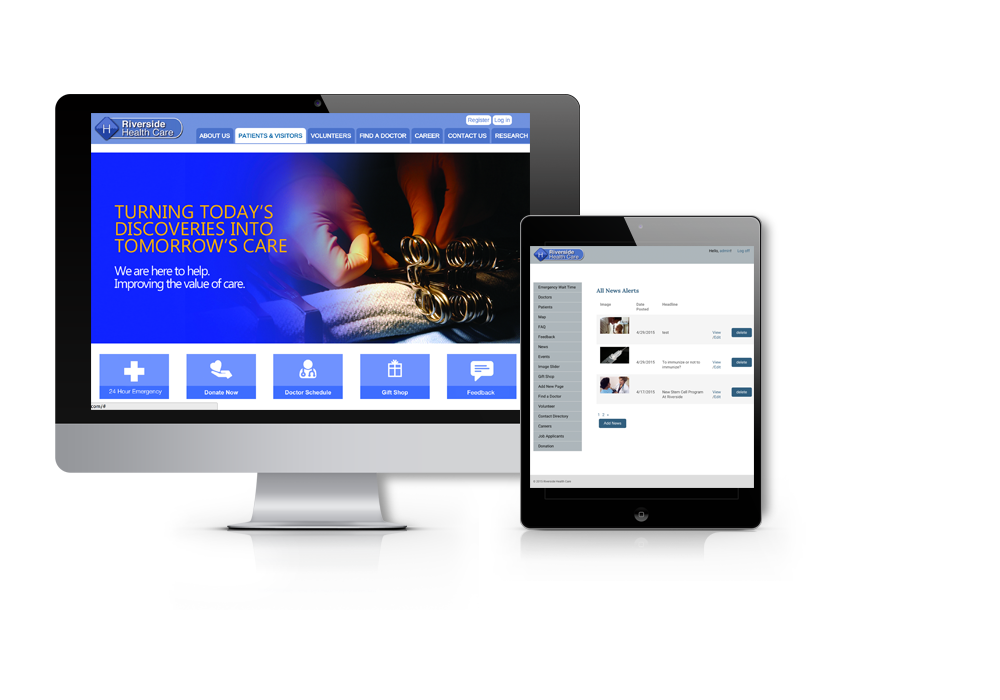 Register Log in
H Riverside
Health Care
ABOUT US PATIENTS & VISITORS VOLUNTEERS FIND A DOCTOR CAREER CONTACT US RESEARCH
TURNING TODAY'S
DISCOVERIES INTO
TOMORROW'S CARE
We are here to help.
Improving the value of care.
24 Hour Emergency Donate Now Doctor Schedule Gift Shop Feedback
com/#
H Riverside
Health Care
Hello, admin! Log off
Emergency Wait Time
Doctors
Patients
Map
FAQ
Feedback
News
Events
Image Slider
Gift Shop
Add New Page
Find a Doctor
Volunteer
Contact Directory
Careers
Job Applicants
Donation
All News Alerts
Image Date Posted Headline
4/29/2015 test View /Edit delete
4/29/2015 To immunize or not to immunize? View /Edit delete
4/17/2015 New Stem Cell Program At Riverside View /Edit delete
1 2 »
Add News
© 2015 Riverside Health Care